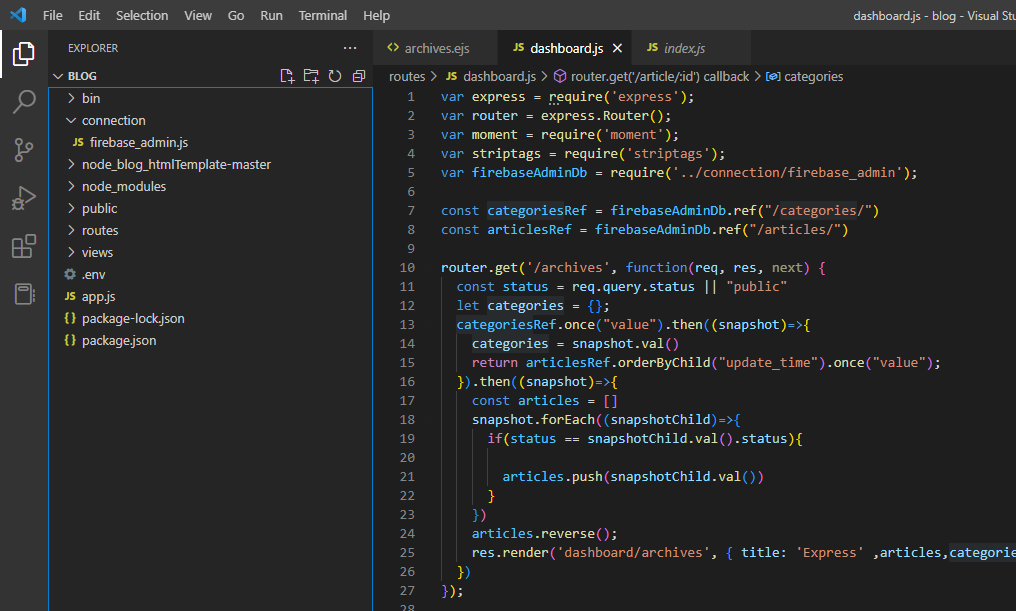 File Edit Selection View Go Run Terminal Help dashboard.js - blog - Visual Stu
EXPLORER ...
BLOG
bin
connection
JS firebase_admin.js
node_blog_htmlTemplate-master
node_modules
public
routes
views
.env
JS app.js
{} package-lock.json
{} package.json
<> archives.ejs JS dashboard.js × JS index.js
routes > JS dashboard.js > router.get('/article/:id') callback > categories
1 var express = require('express');
2 var router = express.Router();
3 var moment = require('moment');
4 var striptags = require('striptags');
5 var firebaseAdminDb = require('../connection/firebase_admin');
6
7 const categoriesRef = firebaseAdminDb.ref("/categories/")
8 const articlesRef = firebaseAdminDb.ref("/articles/")
9
10 router.get('/archives', function(req, res, next) {
11 const status = req.query.status || "public"
12 let categories = {};
13 categoriesRef.once("value").then((snapshot)=>{
14 categories = snapshot.val()
15 return articlesRef.orderByChild("update_time").once("value");
16 }).then((snapshot)=>{
17 const articles = []
18 snapshot.forEach((snapshotChild)=>{
19 if(status == snapshotChild.val().status){
20
21 articles.push(snapshotChild.val())
22 }
23 })
24 articles.reverse();
25 res.render('dashboard/archives', { title: 'Express' ,articles,categorie
26 })
27 });
28